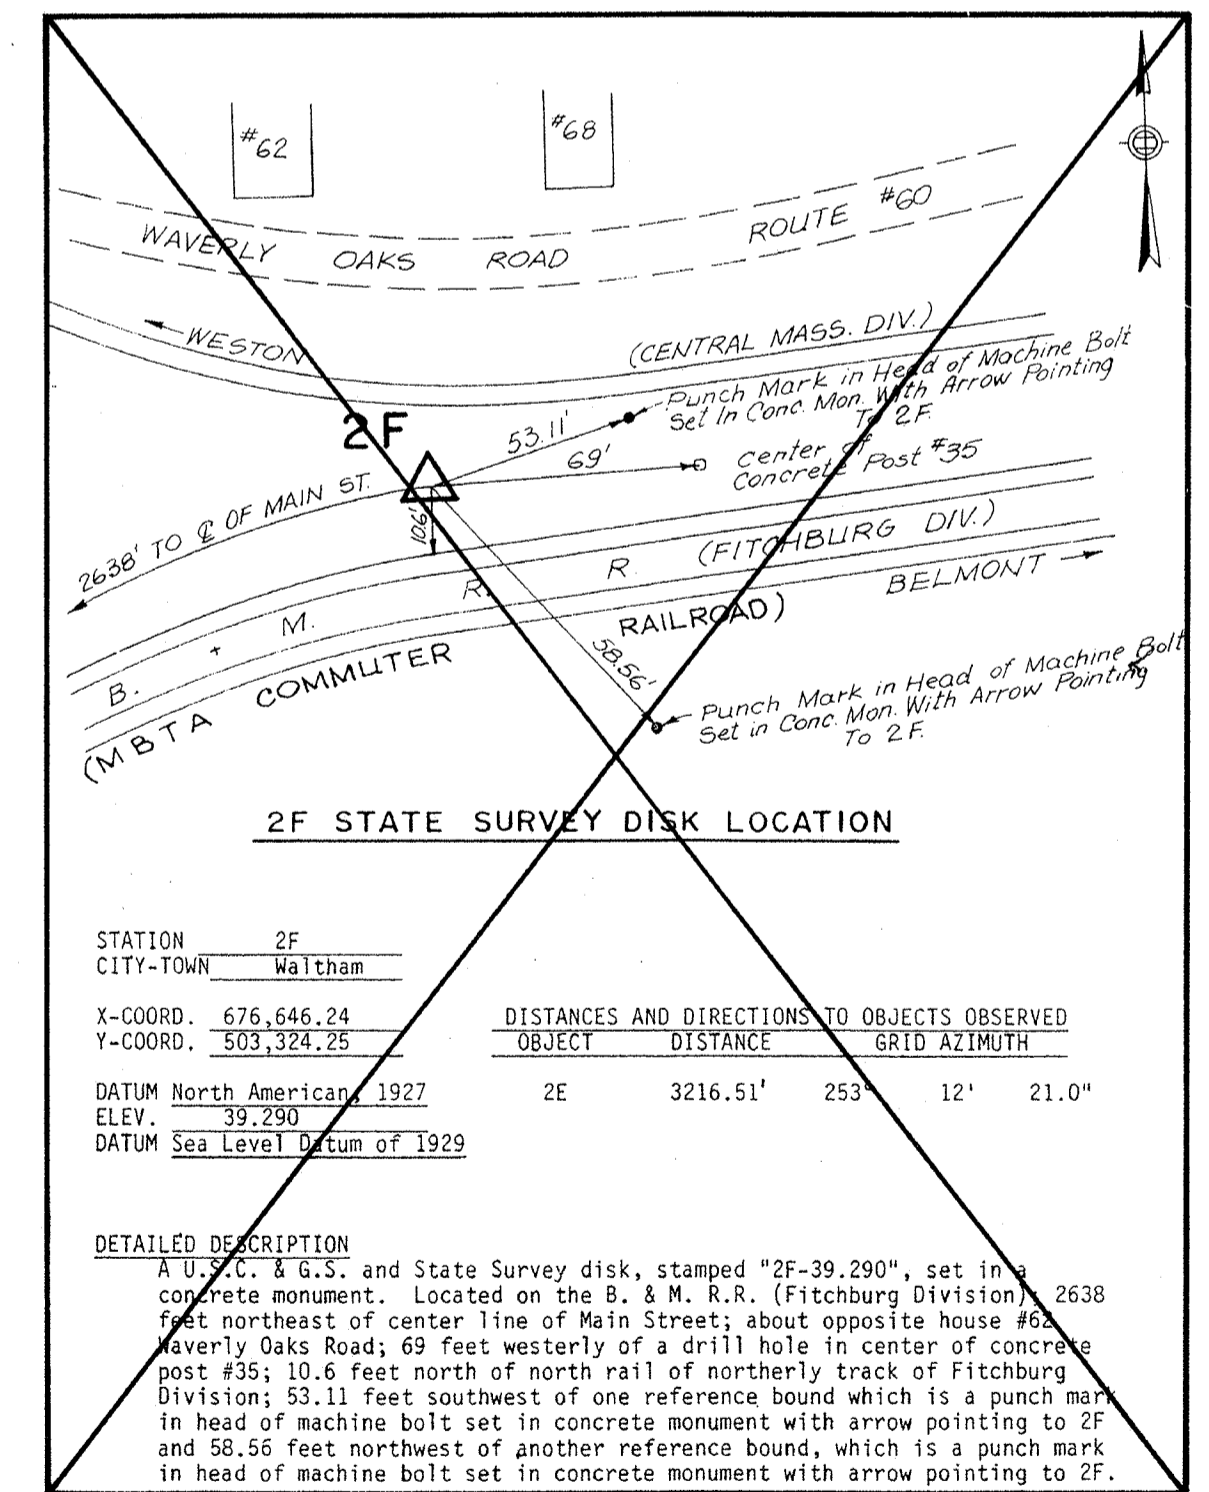 #62
#68
WAVERLY OAKS ROAD
ROUTE #60
WESTON
(CENTRAL MASS. DIV.)
Punch Mark in Head of Machine Bolt
Set In Conc. Mon. With Arrow Pointing
To 2F.
2F
53.11'
69'
Center of
Concrete Post #35
2638' TO ℄ OF MAIN ST.
10.6'
B. + M. R. R. (FITCHBURG DIV.)
BELMONT
(MBTA COMMUTER RAILROAD)
58.56'
Punch Mark in Head of Machine Bolt
Set in Conc. Mon. With Arrow Pointing
To 2F.
2F STATE SURVEY DISK LOCATION
STATION 2F
CITY-TOWN Waltham
X-COORD. 676,646.24
Y-COORD. 503,324.25
DISTANCES AND DIRECTIONS TO OBJECTS OBSERVED
OBJECT DISTANCE GRID AZIMUTH
DATUM North American, 1927
2E 3216.51' 253° 12' 21.0"
ELEV. 39.290
DATUM Sea Level Datum of 1929
DETAILED DESCRIPTION
A U.S.C. & G.S. and State Survey disk, stamped "2F-39.290", set in a
concrete monument. Located on the B. & M. R.R. (Fitchburg Division); 2638
feet northeast of center line of Main Street; about opposite house #62
Waverly Oaks Road; 69 feet westerly of a drill hole in center of concrete
post #35; 10.6 feet north of north rail of northerly track of Fitchburg
Division; 53.11 feet southwest of one reference bound which is a punch mark
in head of machine bolt set in concrete monument with arrow pointing to 2F
and 58.56 feet northwest of another reference bound, which is a punch mark
in head of machine bolt set in concrete monument with arrow pointing to 2F.